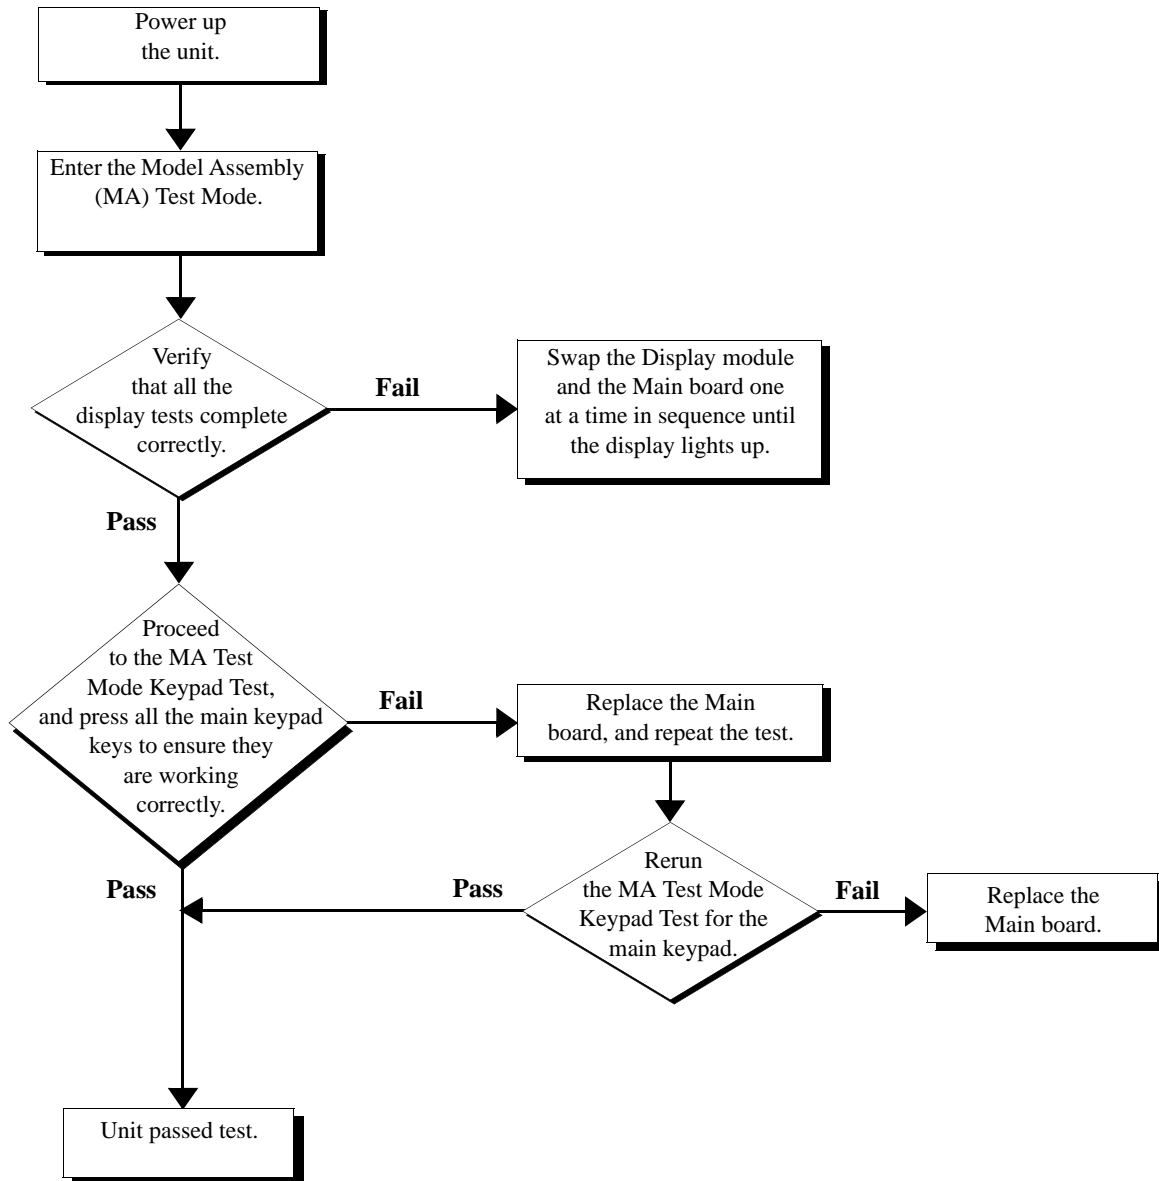 Power up
the unit.
Enter the Model Assembly
(MA) Test Mode.
Verify
that all the
display tests complete
correctly.
Fail
Swap the Display module
and the Main board one
at a time in sequence until
the display lights up.
Pass
Proceed
to the MA Test
Mode Keypad Test,
and press all the main keypad
keys to ensure they
are working
correctly.
Fail
Replace the Main
board, and repeat the test.
Pass
Pass
Rerun
the MA Test Mode
Keypad Test for the
main keypad.
Fail
Replace the
Main board.
Unit passed test.